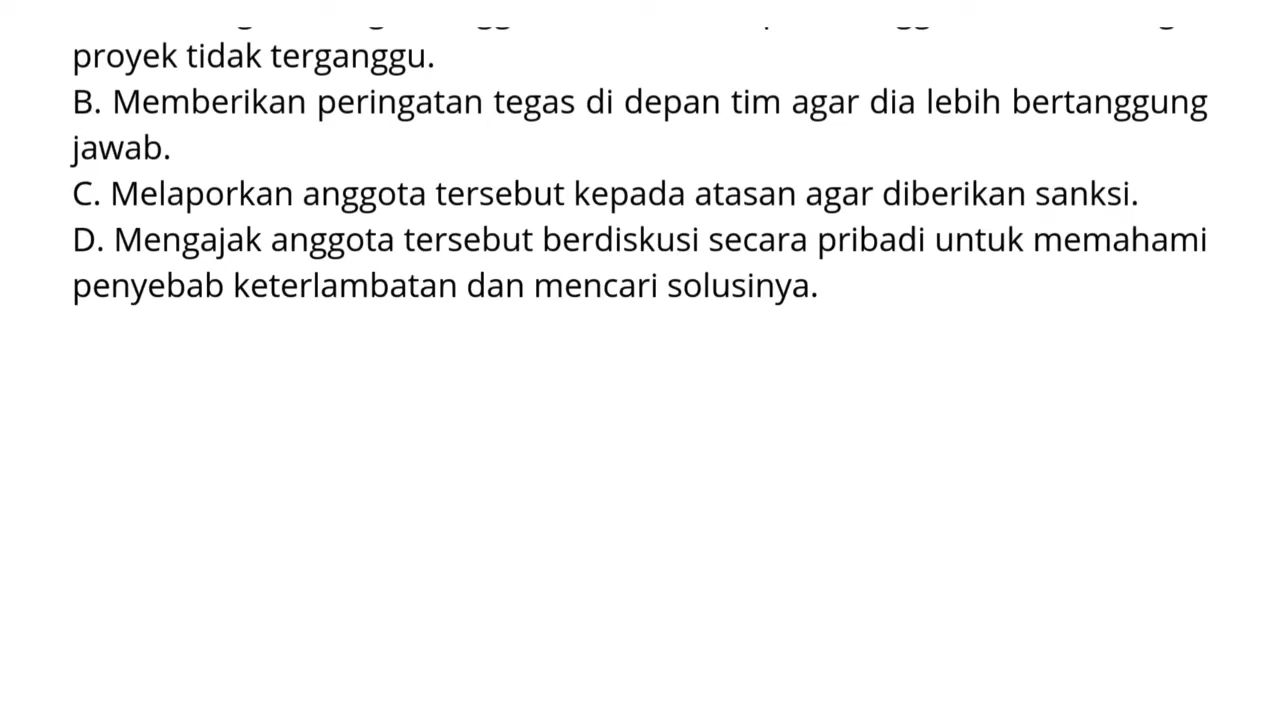 proyek tidak terganggu.
B. Memberikan peringatan tegas di depan tim agar dia lebih bertanggung
jawab.
C. Melaporkan anggota tersebut kepada atasan agar diberikan sanksi.
D. Mengajak anggota tersebut berdiskusi secara pribadi untuk memahami
penyebab keterlambatan dan mencari solusinya.